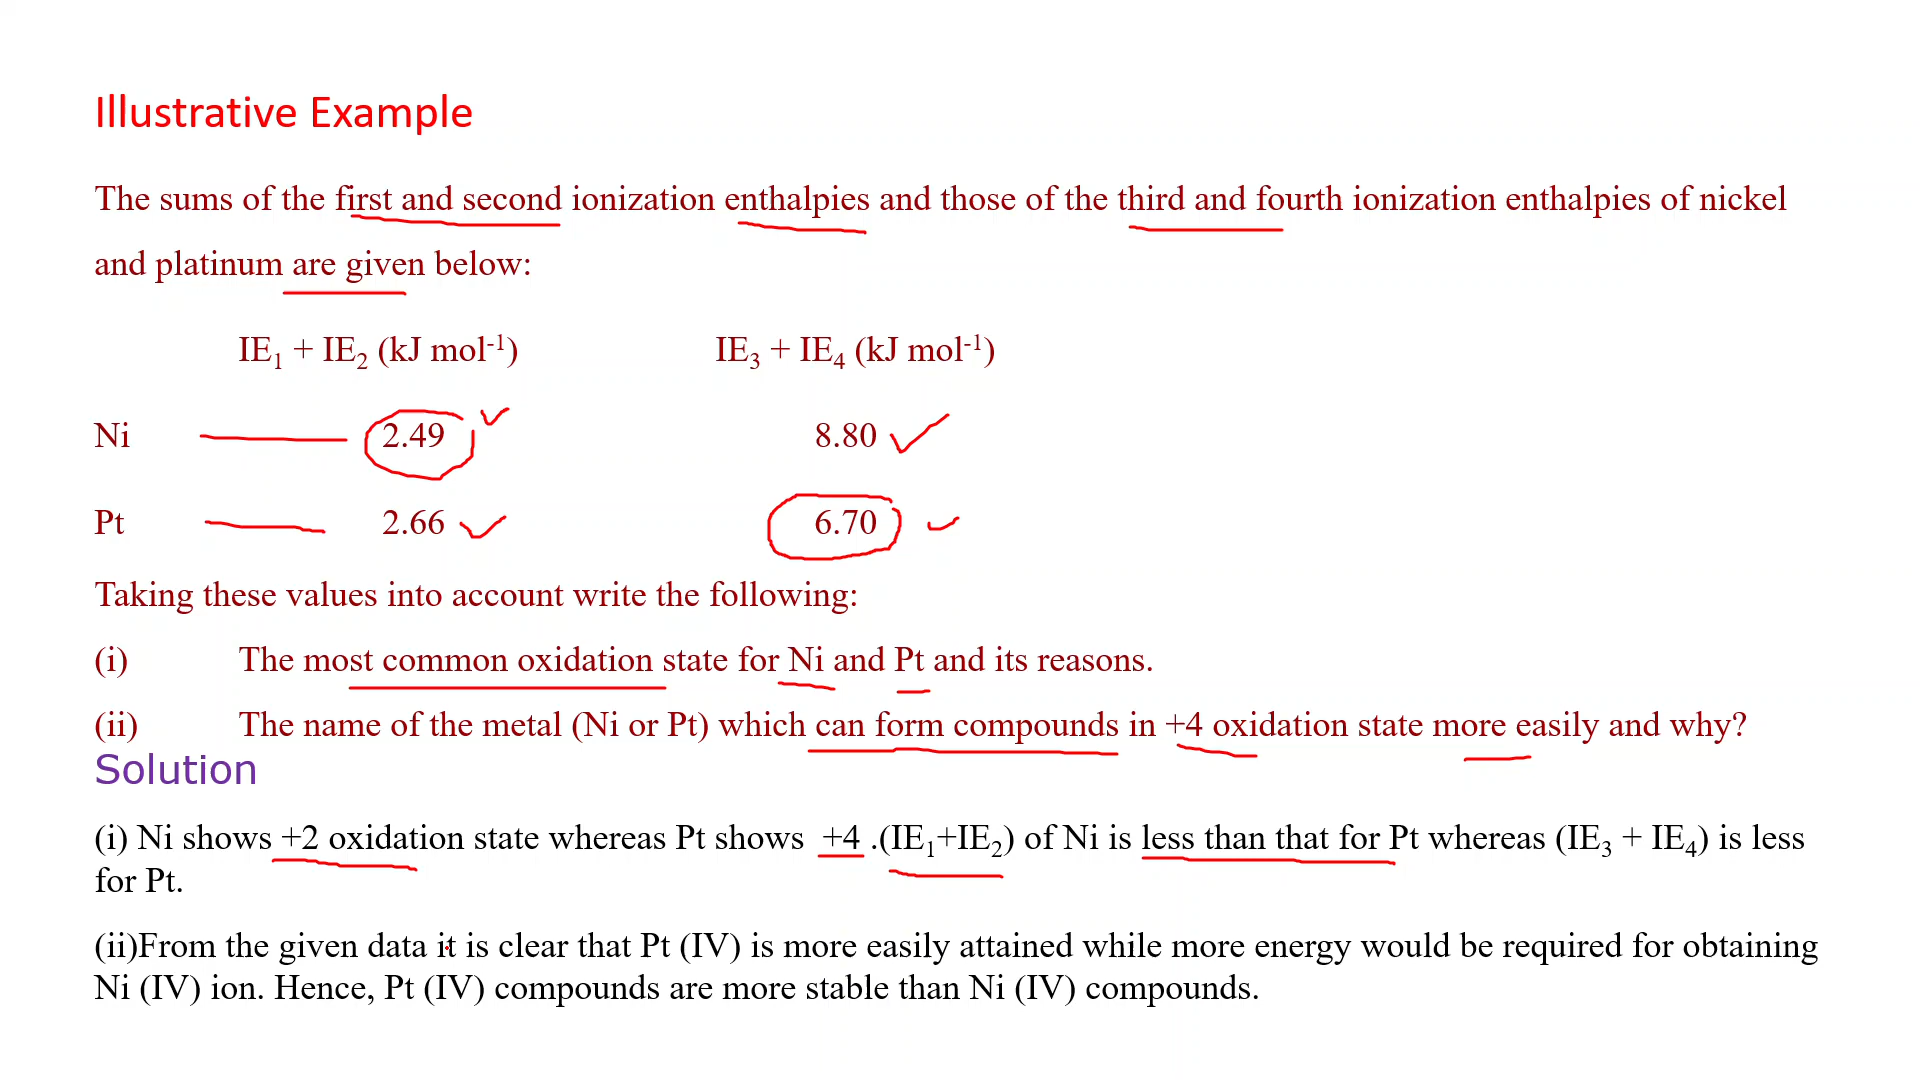 Illustrative Example
The sums of the first and second ionization enthalpies and those of the third and fourth ionization enthalpies of nickel
and platinum are given below:
IE₁ + IE₂ (kJ mol⁻¹) IE₃ + IE₄ (kJ mol⁻¹)
Ni 2.49 8.80
Pt 2.66 6.70
Taking these values into account write the following:
(i) The most common oxidation state for Ni and Pt and its reasons.
(ii) The name of the metal (Ni or Pt) which can form compounds in +4 oxidation state more easily and why?
Solution
(i) Ni shows +2 oxidation state whereas Pt shows +4 .(IE₁+IE₂) of Ni is less than that for Pt whereas (IE₃ + IE₄) is less
for Pt.
(ii)From the given data it is clear that Pt (IV) is more easily attained while more energy would be required for obtaining
Ni (IV) ion. Hence, Pt (IV) compounds are more stable than Ni (IV) compounds.